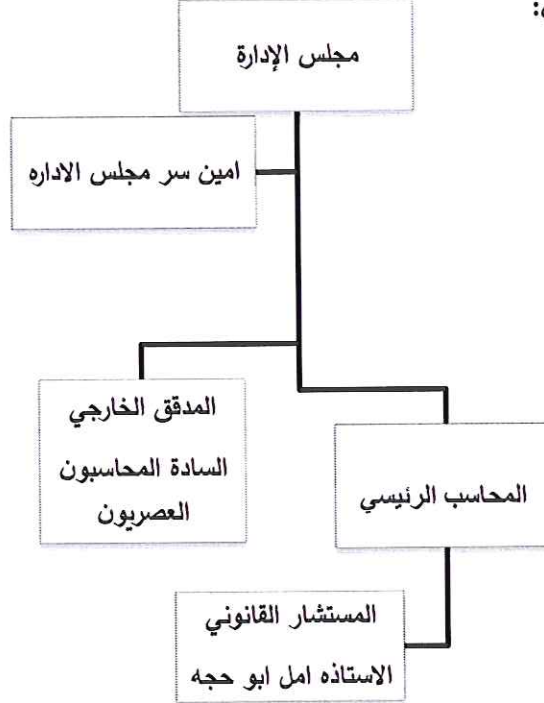 مجلس الإدارة
امين سر مجلس الاداره
المدقق الخارجي
السادة المحاسبون
العصريون
المحاسب الرئيسي
المستشار القانوني
الاستاذه امل ابو حجه